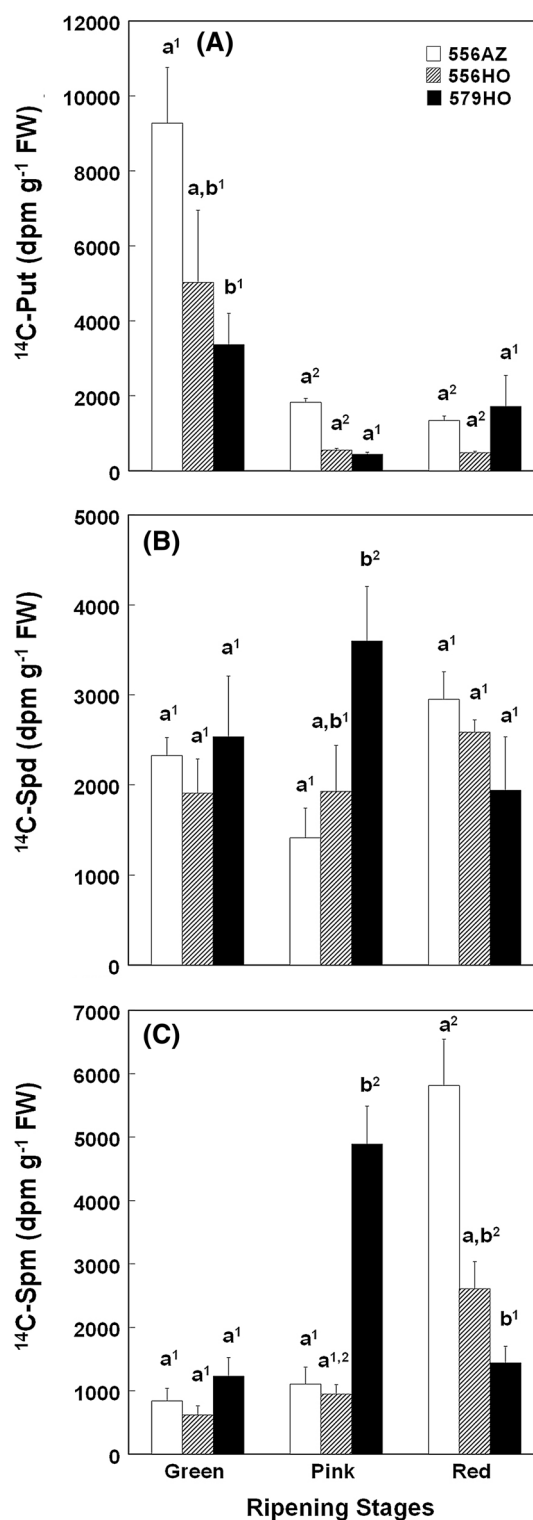 (A)
556AZ
556HO
579HO
12000
10000
8000
6000
4000
2000
0
¹⁴C-Put (dpm g⁻¹ FW)
a¹
a,b¹
b¹
a²
a²
a¹
a²
a²
a¹
(B)
5000
4000
3000
2000
1000
0
¹⁴C-Spd (dpm g⁻¹ FW)
a¹
a¹
a¹
a¹
a,b¹
b²
a¹
a¹
a¹
(C)
7000
6000
5000
4000
3000
2000
1000
0
¹⁴C-Spm (dpm g⁻¹ FW)
a¹
a¹
a¹
a¹
a¹,²
b²
a²
a,b²
b¹
Green Pink Red
Ripening Stages